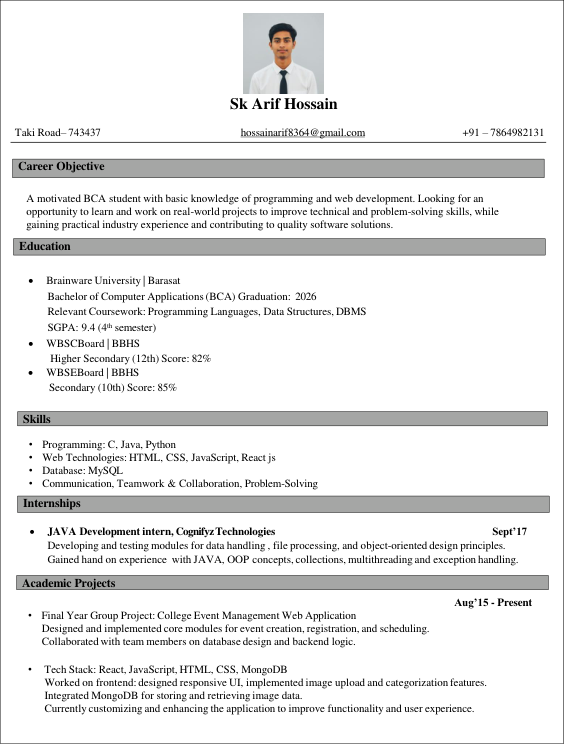 Sk Arif Hossain
Taki Road– 743437 hossainarif8364@gmail.com +91 – 7864982131
Career Objective
A motivated BCA student with basic knowledge of programming and web development. Looking for an
opportunity to learn and work on real-world projects to improve technical and problem-solving skills, while
gaining practical industry experience and contributing to quality software solutions.
Education
• Brainware University | Barasat
Bachelor of Computer Applications (BCA) Graduation: 2026
Relevant Coursework: Programming Languages, Data Structures, DBMS
SGPA: 9.4 (4th semester)
• WBSCBoard | BBHS
Higher Secondary (12th) Score: 82%
• WBSEBoard | BBHS
Secondary (10th) Score: 85%
Skills
• Programming: C, Java, Python
• Web Technologies: HTML, CSS, JavaScript, React js
• Database: MySQL
• Communication, Teamwork & Collaboration, Problem-Solving
Internships
• JAVA Development intern, Cognifyz Technologies Sept’17
Developing and testing modules for data handling , file processing, and object-oriented design principles.
Gained hand on experience with JAVA, OOP concepts, collections, multithreading and exception handling.
Academic Projects
Aug’15 - Present
• Final Year Group Project: College Event Management Web Application
Designed and implemented core modules for event creation, registration, and scheduling.
Collaborated with team members on database design and backend logic.
• Tech Stack: React, JavaScript, HTML, CSS, MongoDB
Worked on frontend: designed responsive UI, implemented image upload and categorization features.
Integrated MongoDB for storing and retrieving image data.
Currently customizing and enhancing the application to improve functionality and user experience.